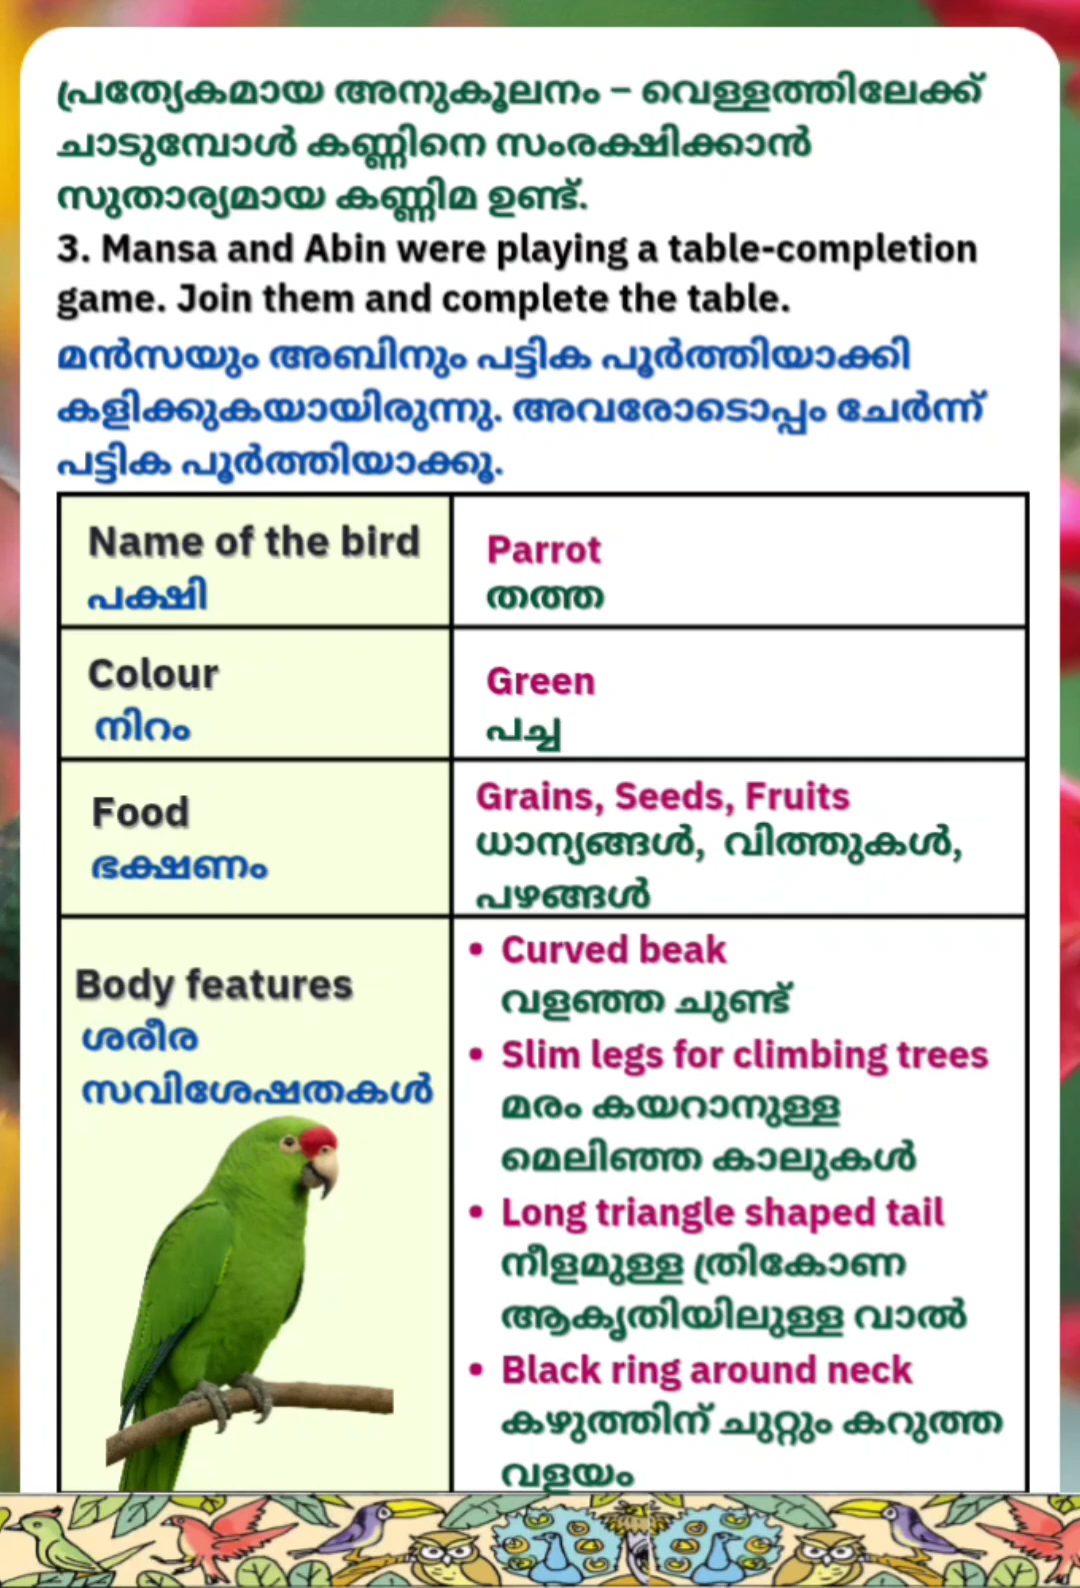 പ്രത്യേകമായ അനുകൂലനം – വെള്ളത്തിലേക്ക്
ചാടുമ്പോൾ കണ്ണിനെ സംരക്ഷിക്കാൻ
സുതാര്യമായ കണ്ണിമ ഉണ്ട്.
3. Mansa and Abin were playing a table-completion
game. Join them and complete the table.
മൻസയും അബിനും പട്ടിക പൂർത്തിയാക്കി
കളിക്കുകയായിരുന്നു. അവരോടൊപ്പം ചേർന്ന്
പട്ടിക പൂർത്തിയാക്കൂ.
Name of the bird
പക്ഷി
Parrot
തത്ത
Colour
നിറം
Green
പച്ച
Food
ഭക്ഷണം
Grains, Seeds, Fruits
ധാന്യങ്ങൾ, വിത്തുകൾ,
പഴങ്ങൾ
Body features
ശരീര
സവിശേഷതകൾ
• Curved beak
വളഞ്ഞ ചുണ്ട്
• Slim legs for climbing trees
മരം കയറാനുള്ള
മെലിഞ്ഞ കാലുകൾ
• Long triangle shaped tail
നീളമുള്ള ത്രികോണ
ആകൃതിയിലുള്ള വാൽ
• Black ring around neck
കഴുത്തിന് ചുറ്റും കറുത്ത
വളയം